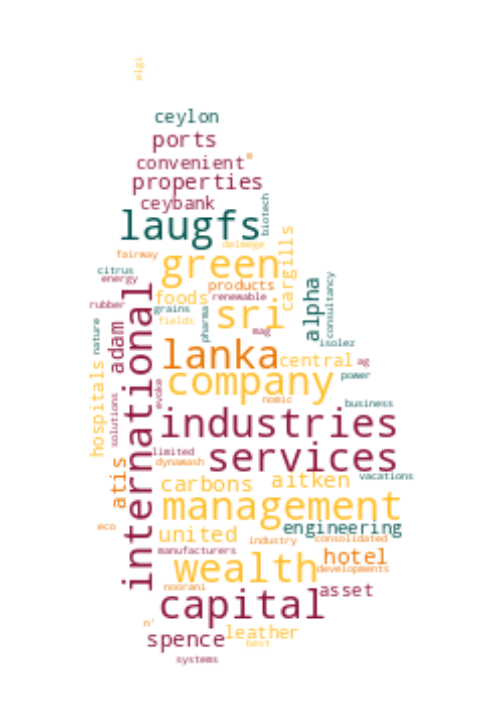 elgi
ceylon
ports
convenient
properties
ceybank
biotech
laugfs
delmege
cargills
fairway
green
citrus
energy
products
alpha
consultancy
foods
renewable
rubber
grains
sri
international
fields
pharma
mag
nature
adam
isolez
lanka
central
ag
hospitals
company
power
evoke
nomic
business
solutions
industries
limited
services
dynawash
atis
carbons
aitken
vacations
management
eco
united
engineering
industry
consolidated
manufacturers
hotel
wealth
developments
noorani
asset
capital
n'
spence
leather
best
systems